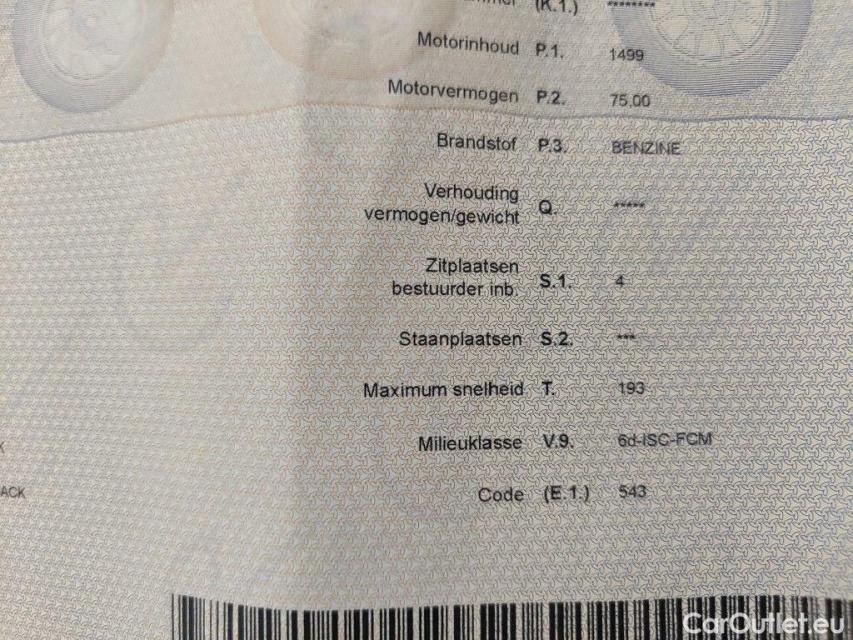 (K.1.) ********
Motorinhoud P.1. 1499
Motorvermogen P.2. 75,00
Brandstof P.3. BENZINE
Verhouding
vermogen/gewicht Q. *****
Zitplaatsen
bestuurder inb. S.1. 4
Staanplaatsen S.2. ***
Maximum snelheid T. 193
Milieuklasse V.9. 6d-ISC-FCM
ACK
Code (E.1.) 543
CarOutlet.eu